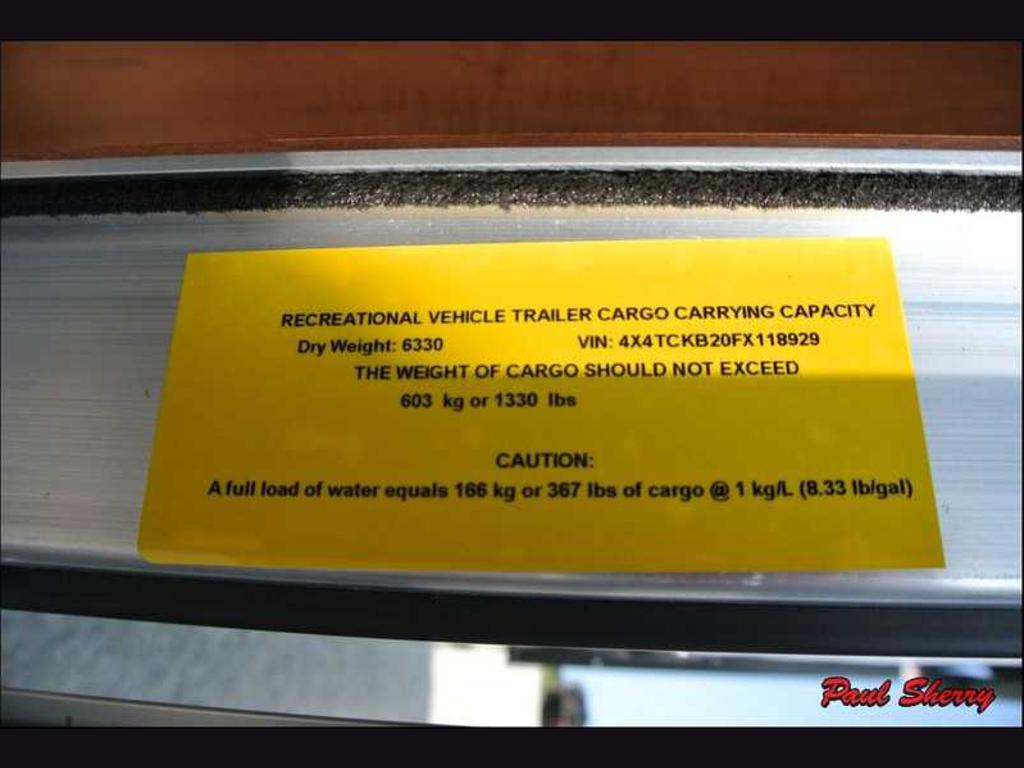 RECREATIONAL VEHICLE TRAILER CARGO CARRYING CAPACITY
Dry Weight: 6330 VIN: 4X4TCKB20FX118929
THE WEIGHT OF CARGO SHOULD NOT EXCEED
603 kg or 1330 lbs
CAUTION:
A full load of water equals 166 kg or 367 lbs of cargo @ 1 kg/L (8.33 lb/gal)
Paul Sherry